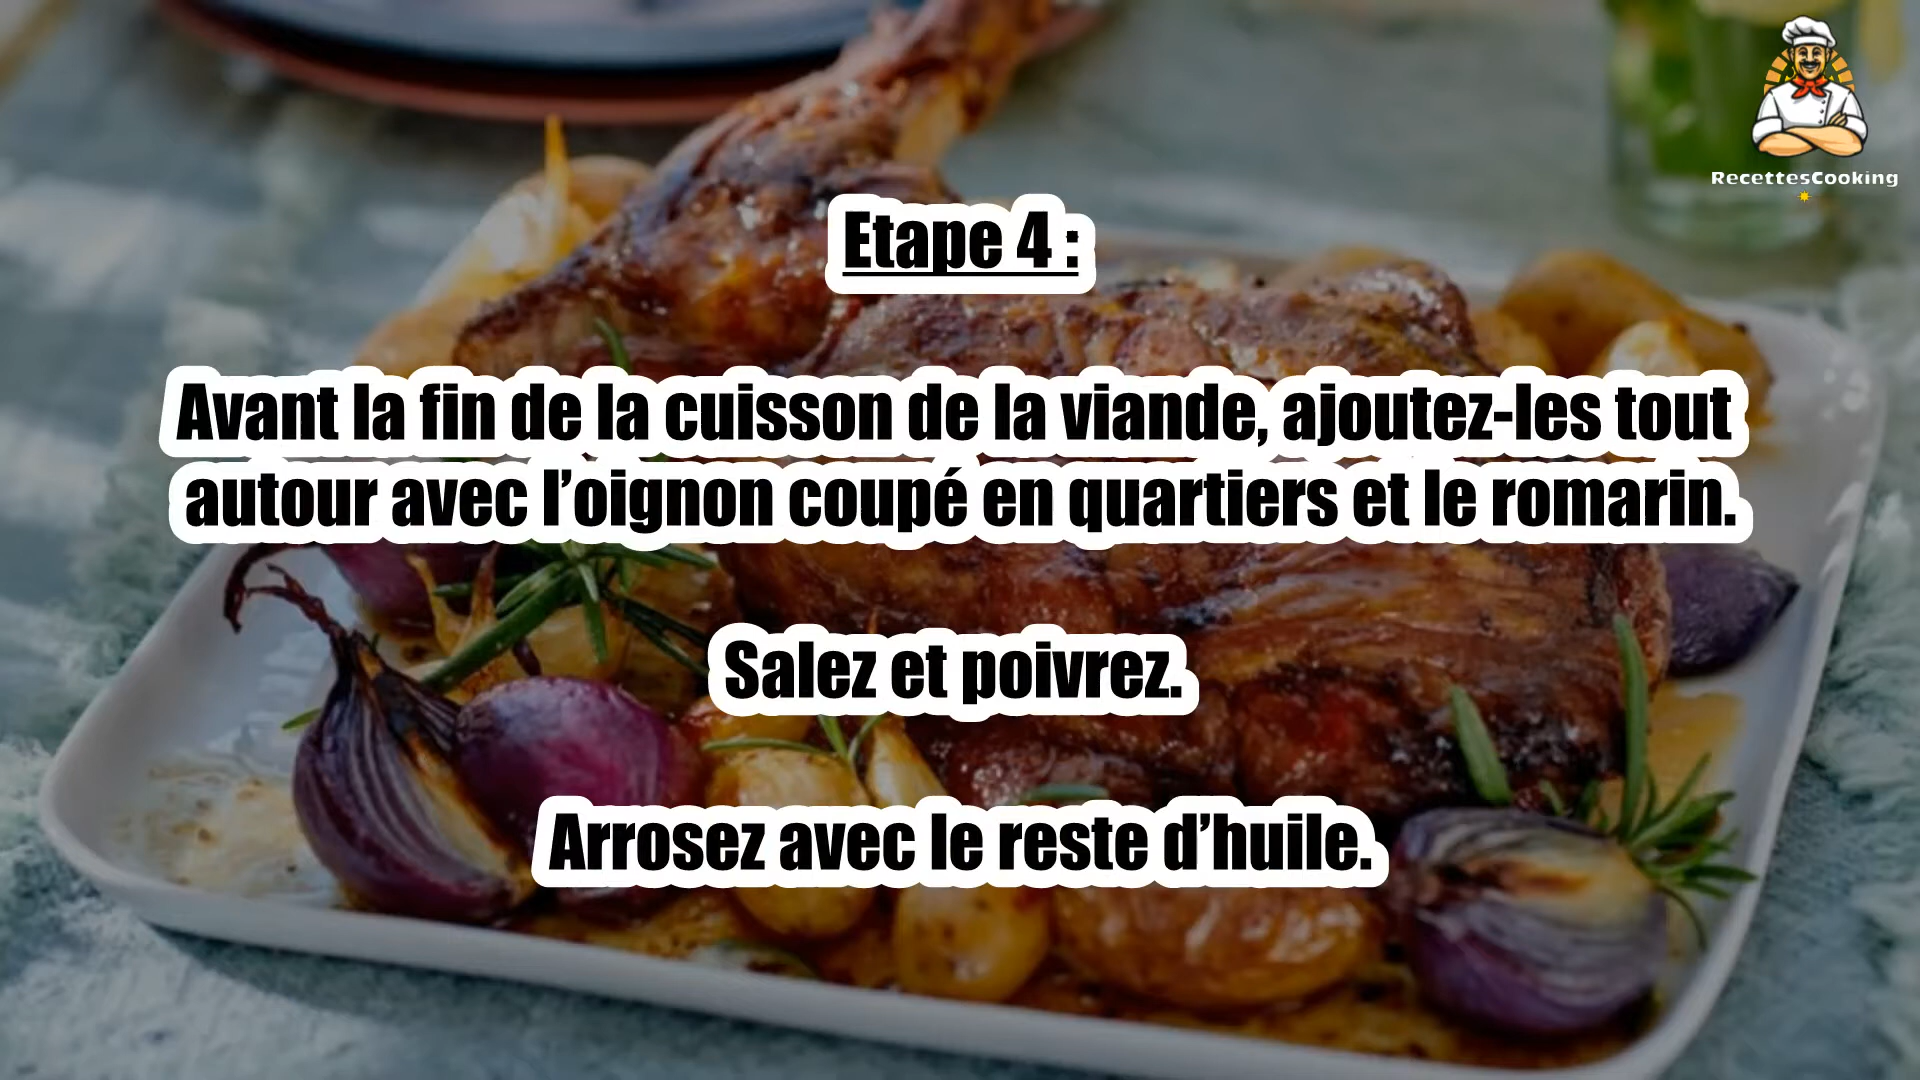 RecettesCooking
Etape 4 :
Avant la fin de la cuisson de la viande, ajoutez-les tout
autour avec l’oignon coupé en quartiers et le romarin.
Salez et poivrez.
Arrosez avec le reste d’huile.